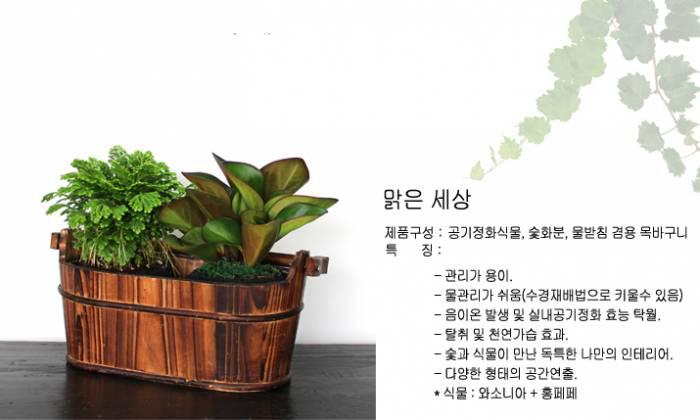 맑은 세상
제품구성 : 공기정화식물, 숯화분, 물받침 겸용 목바구니
특 징 :
- 관리가 용이.
- 물관리가 쉬움(수경재배법으로 키울수 있음)
- 음이온 발생 및 실내공기정화 효능 탁월.
- 탈취 및 천연가습 효과.
- 숯과 식물이 만난 독특한 나만의 인테리어.
- 다양한 형태의 공간연출.
* 식물 : 와소니아 + 홍페페